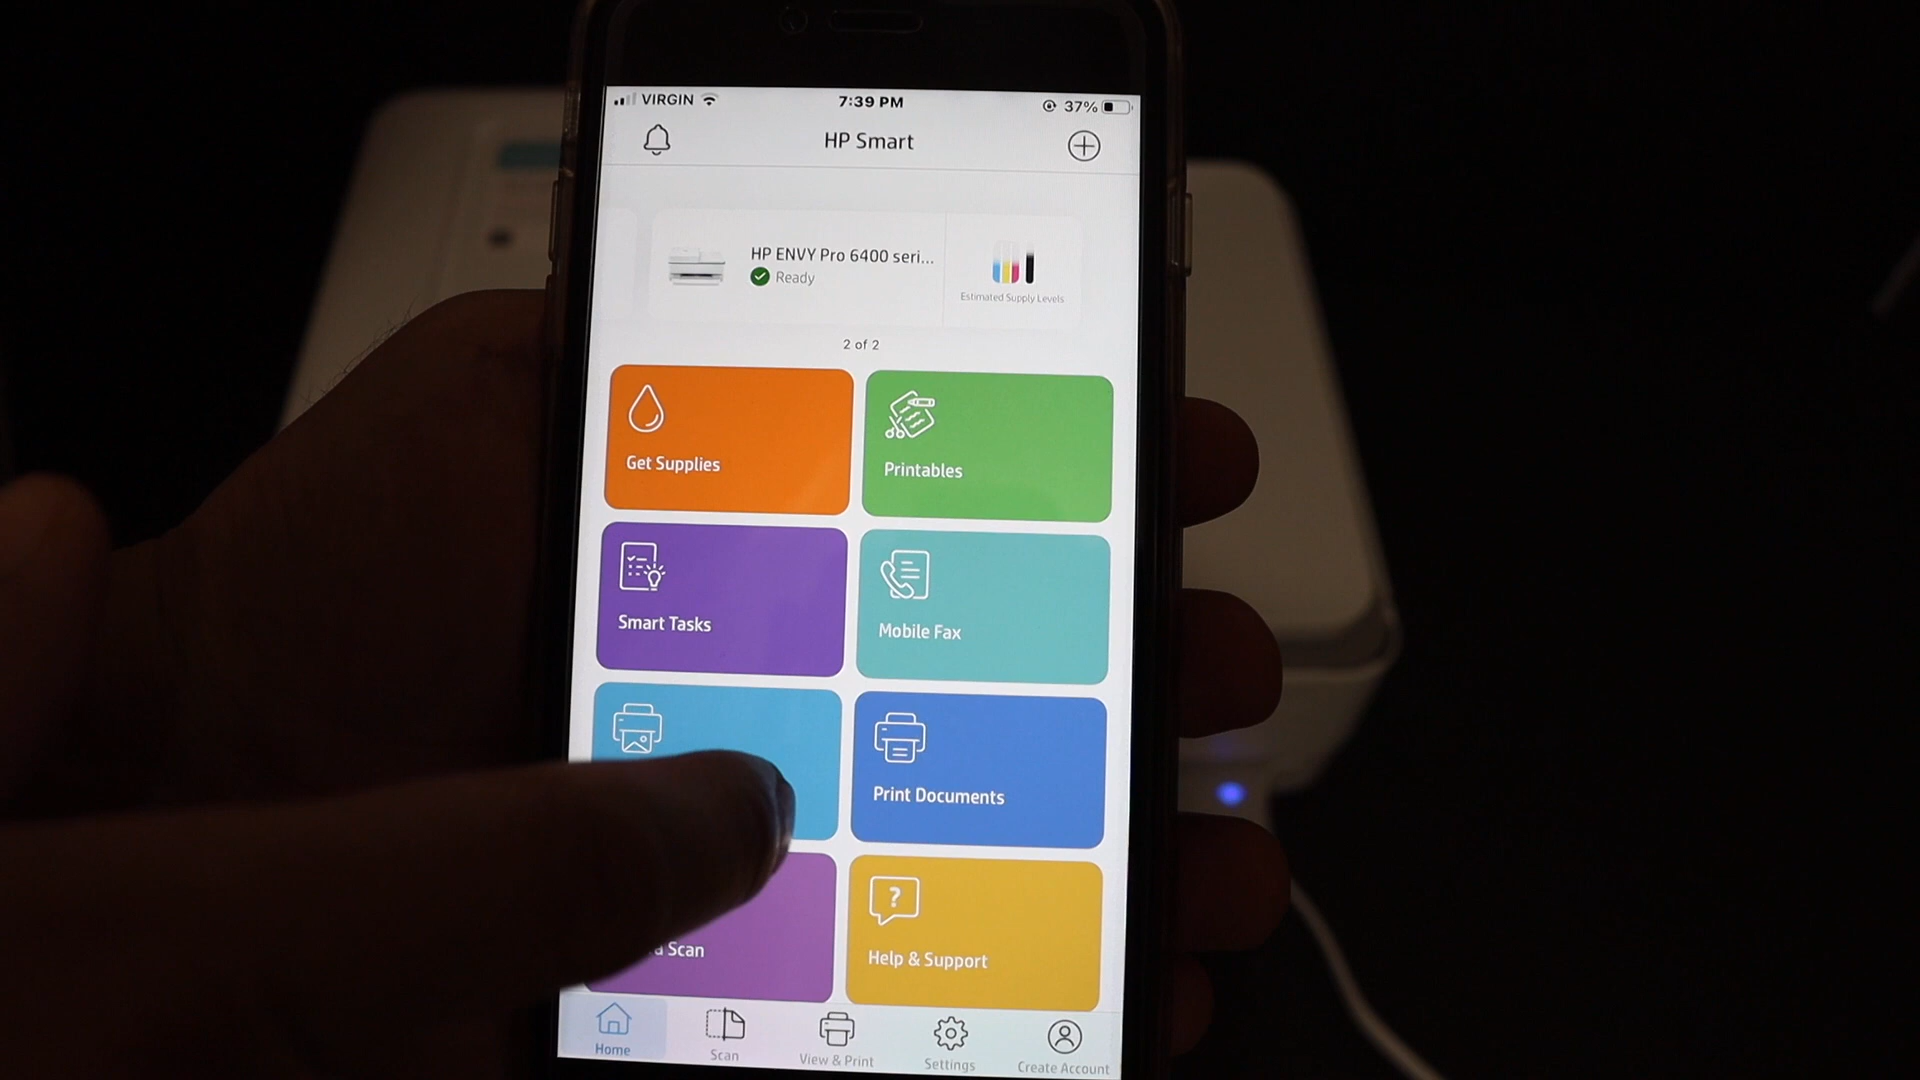 VIRGIN
7:39 PM
37%
HP Smart
HP ENVY Pro 6400 seri...
Ready
Estimated Supply Levels
2 of 2
Get Supplies
Printables
Smart Tasks
Mobile Fax
Print Documents
Scan
?
Help & Support
Home
Scan
View & Print
Settings
Create Account